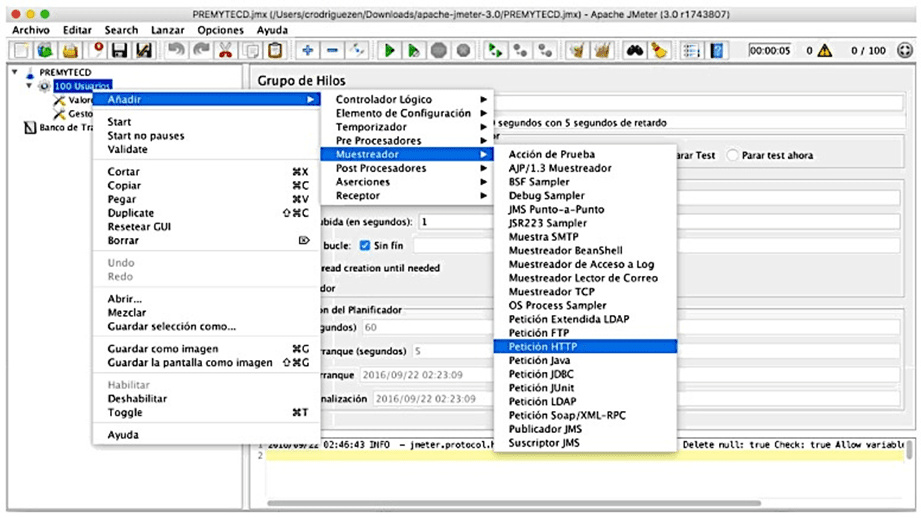 PREMYTECD.jmx (/Users/crodriguezen/Downloads/apache-jmeter-3.0/PREMYTECD.jmx) - Apache JMeter (3.0 r1743807)
Archivo Editar Search Lanzar Opciones Ayuda
00:00:05 0 0 / 100
PREMYTECD
100 Usuarios
Valor
Gesto
Banco de Tra
Añadir
Start
Start no pauses
Validate
Cortar ⌘X
Copiar ⌘C
Pegar ⌘V
Duplicate ⇧⌘C
Resetear GUI
Borrar ⌦
Undo
Redo
Abrir...
Mezclar
Guardar selección como...
Guardar como imagen ⌘G
Guardar la pantalla como imagen ⇧⌘G
Habilitar
Deshabilitar
Toggle ⌘T
Ayuda
Controlador Lógico
Elemento de Configuración
Temporizador
Pre Procesadores
Muestreador
Post Procesadores
Aserciones
Receptor
Acción de Prueba
AJP/1.3 Muestreador
BSF Sampler
Debug Sampler
JMS Punto-a-Punto
JSR223 Sampler
Muestra SMTP
Muestreador BeanShell
Muestreador de Acceso a Log
Muestreador Lector de Correo
Muestreador TCP
OS Process Sampler
Petición Extendida LDAP
Petición FTP
Petición HTTP
Petición Java
Petición JDBC
Petición JUnit
Petición LDAP
Petición Soap/XML-RPC
Publicador JMS
Suscriptor JMS
Grupo de Hilos
segundos con 5 segundos de retardo
arar Test Parar test ahora
ubida (en segundos): 1
bucle: Sin fín
read creation until needed
dor
ón del Planificador
gundos) 60
rranque (segundos) 5
rranque 2016/09/22 02:23:09
nalización 2016/09/22 02:23:09
1 2016/09/22 02:46:43 INFO - jmeter.protocol.h Delete null: true Check: true Allow variable
2